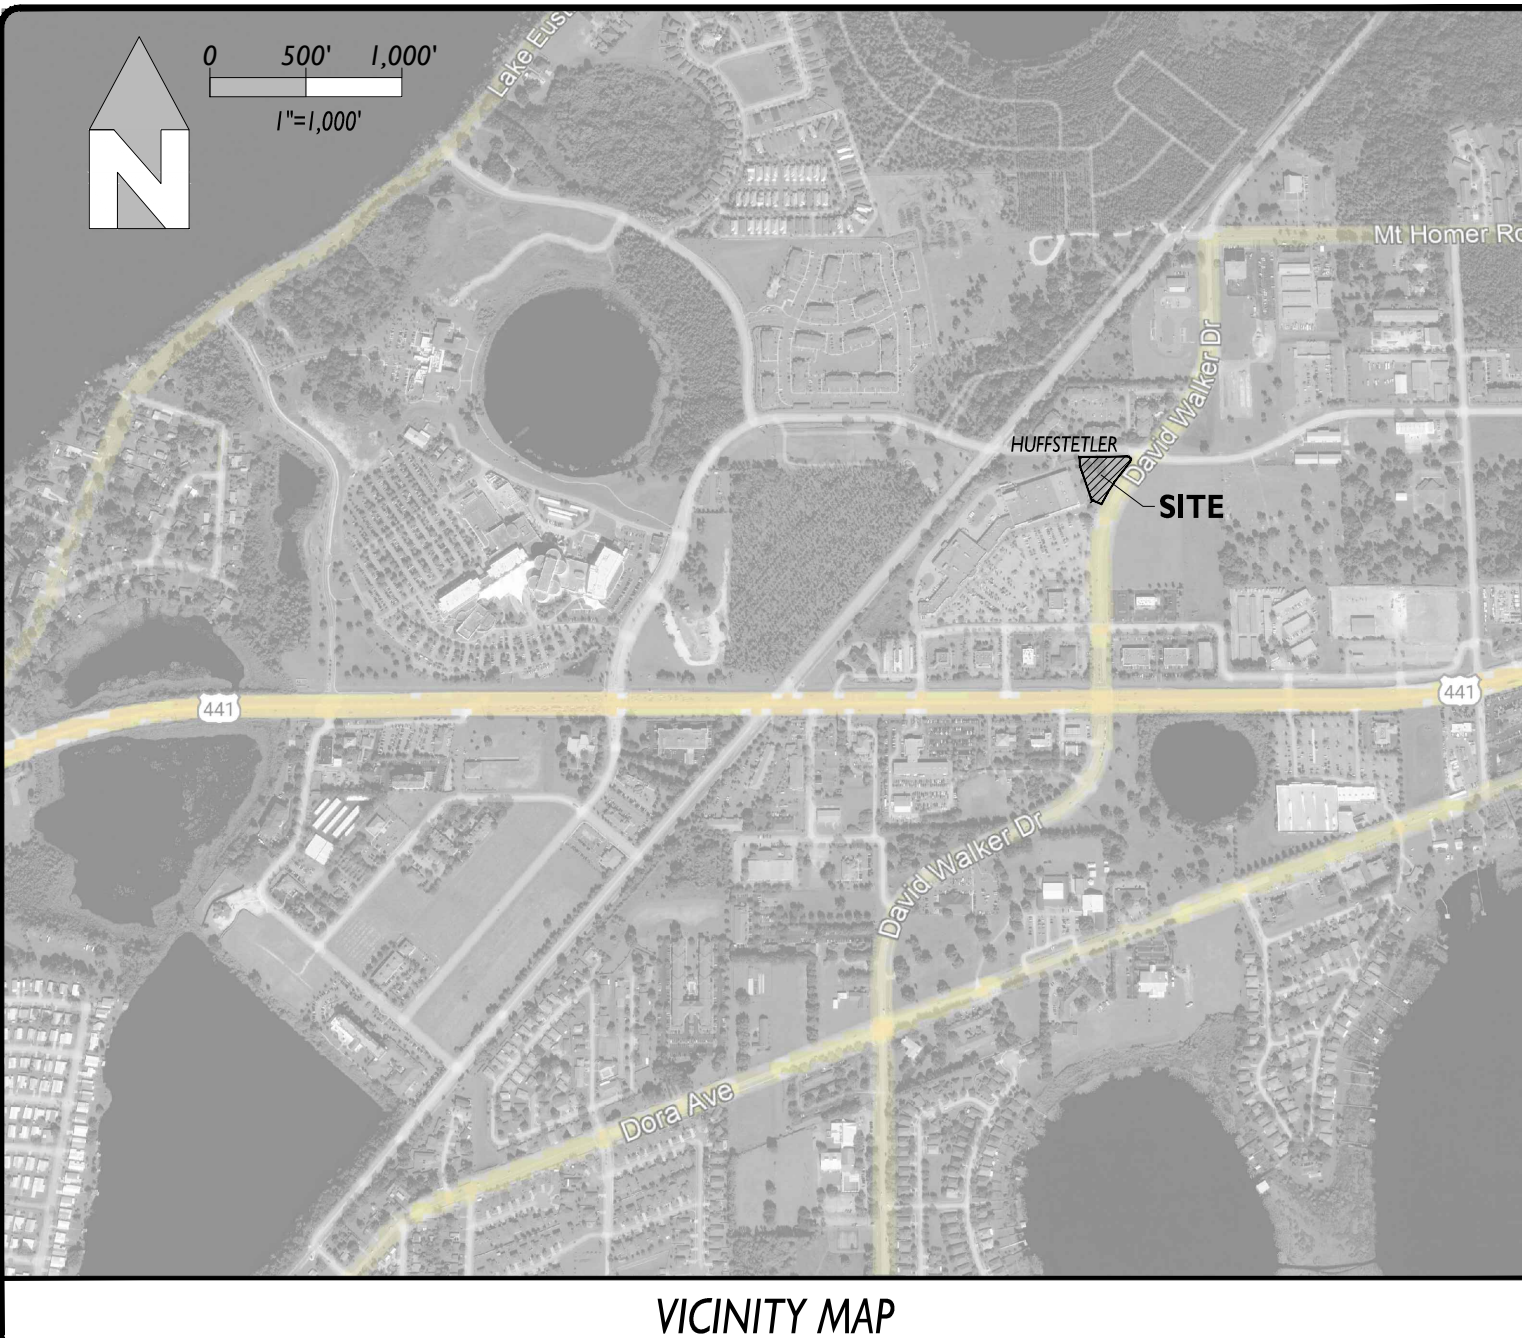 Lake Eust
0 500' 1,000'
1"=1,000'
N
Mt Homer Ro
David Walker Dr
HUFFSTETLER
SITE
441
441
David Walker Dr
Dora Ave
VICINITY MAP